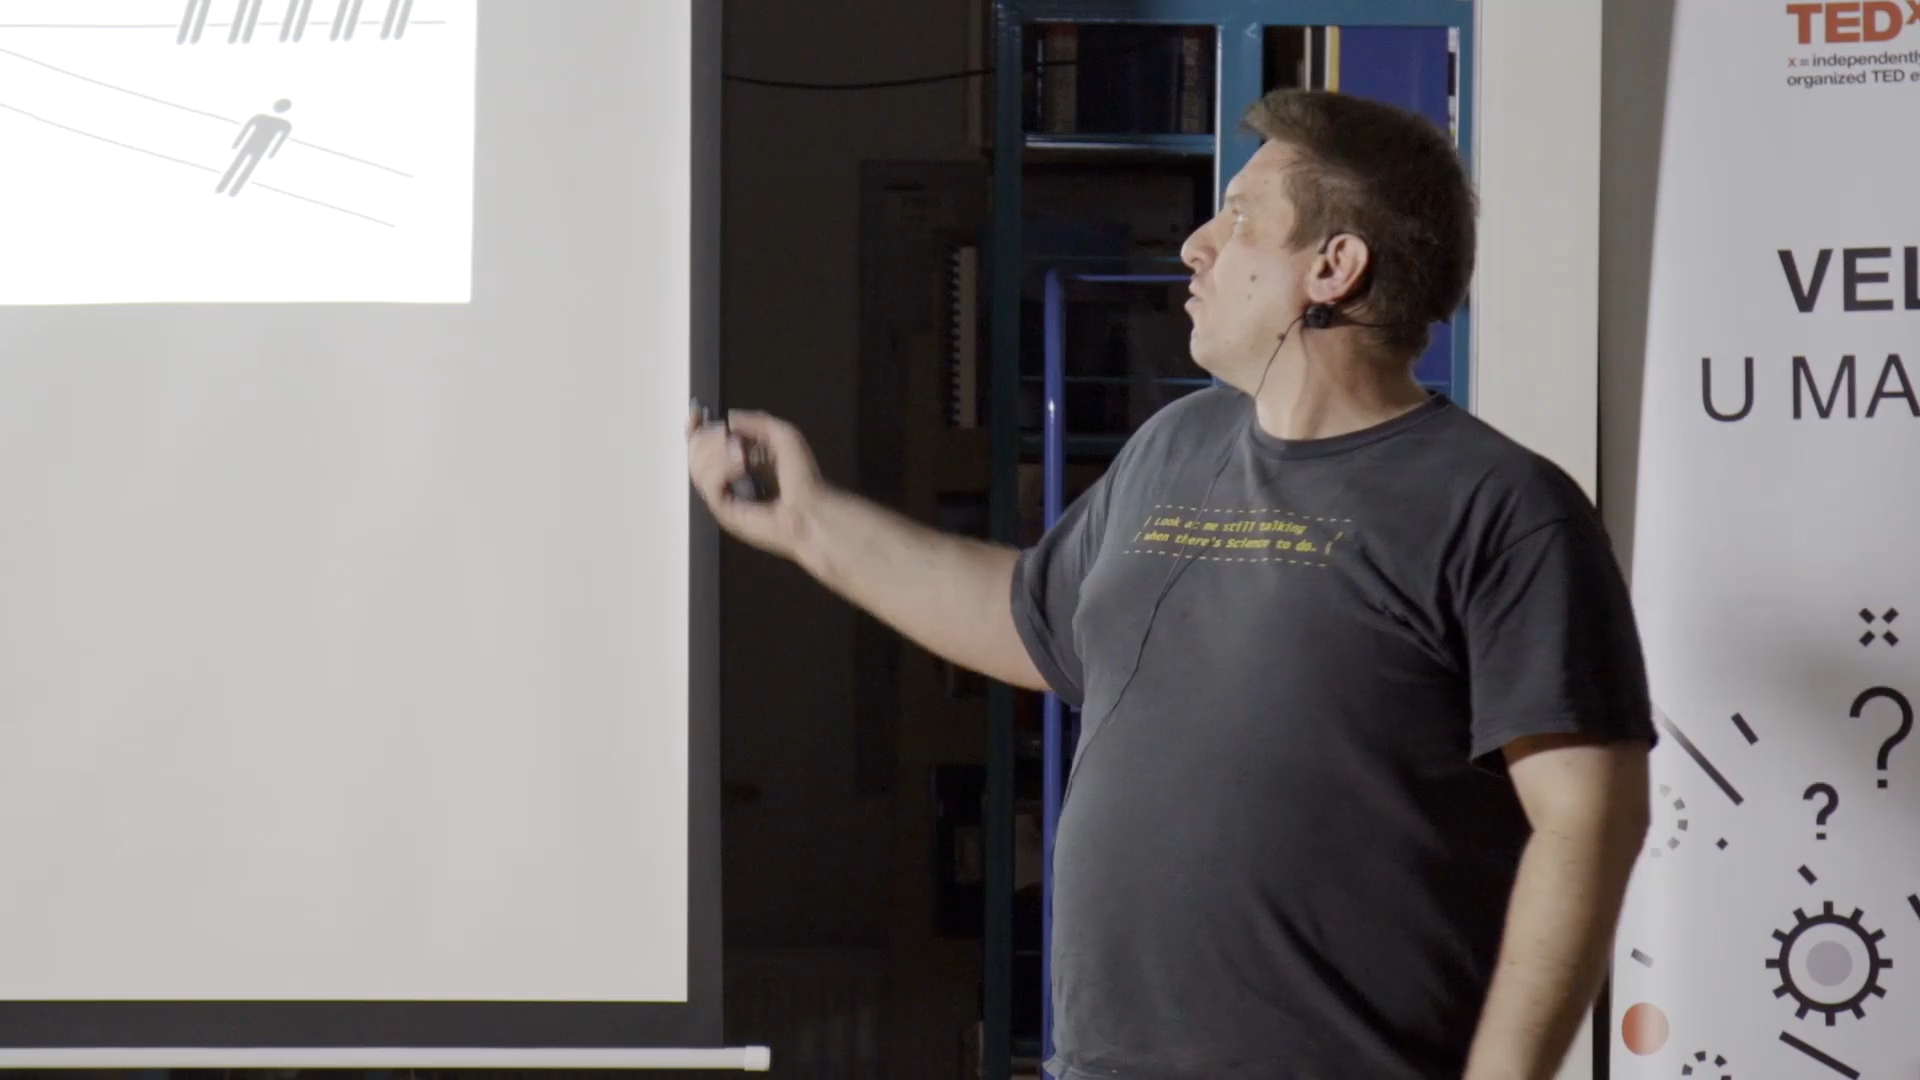 TEDx
x = independently
organized TED e
VEL
U MA
Look at me still talking
when there's Science to do.